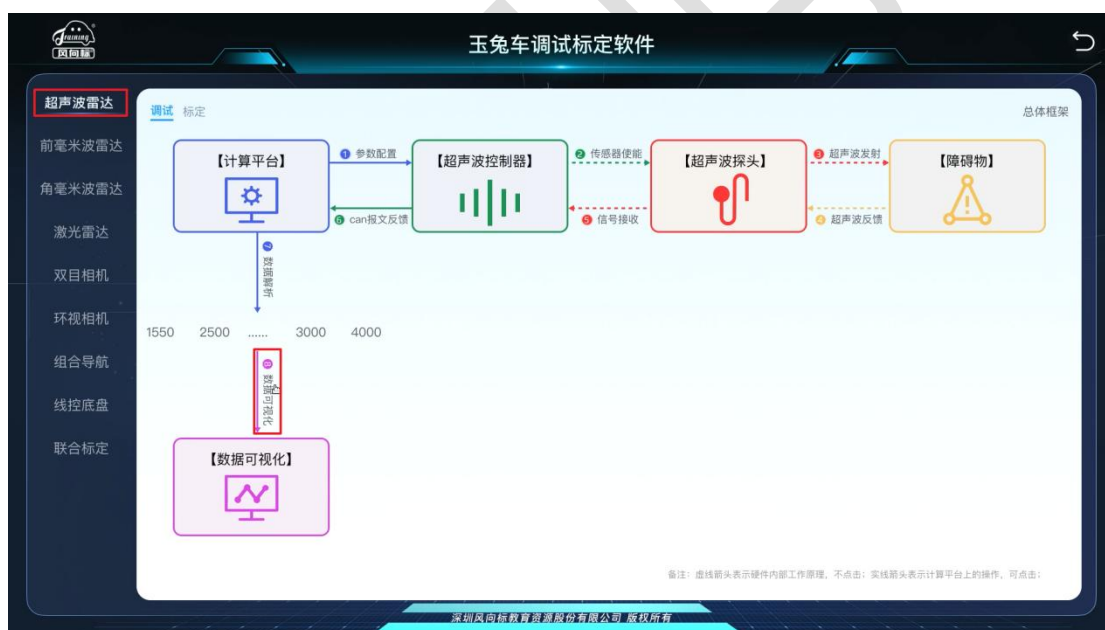 Training
风向标
玉兔车调试标定软件
超声波雷达
前毫米波雷达
角毫米波雷达
激光雷达
双目相机
环视相机
组合导航
线控底盘
联合标定
调试 标定
总体框架
【计算平台】
1 参数配置
【超声波控制器】
2 传感器使能
【超声波探头】
3 超声波发射
【障碍物】
6 can报文反馈
5 信号接收
4 超声波反馈
7 数据解析
1550 2500 ...... 3000 4000
8 数据可视化
【数据可视化】
备注：虚线箭头表示硬件内部工作原理，不点击；实线箭头表示计算平台上的操作，可点击；
深圳风向标教育资源股份有限公司 版权所有